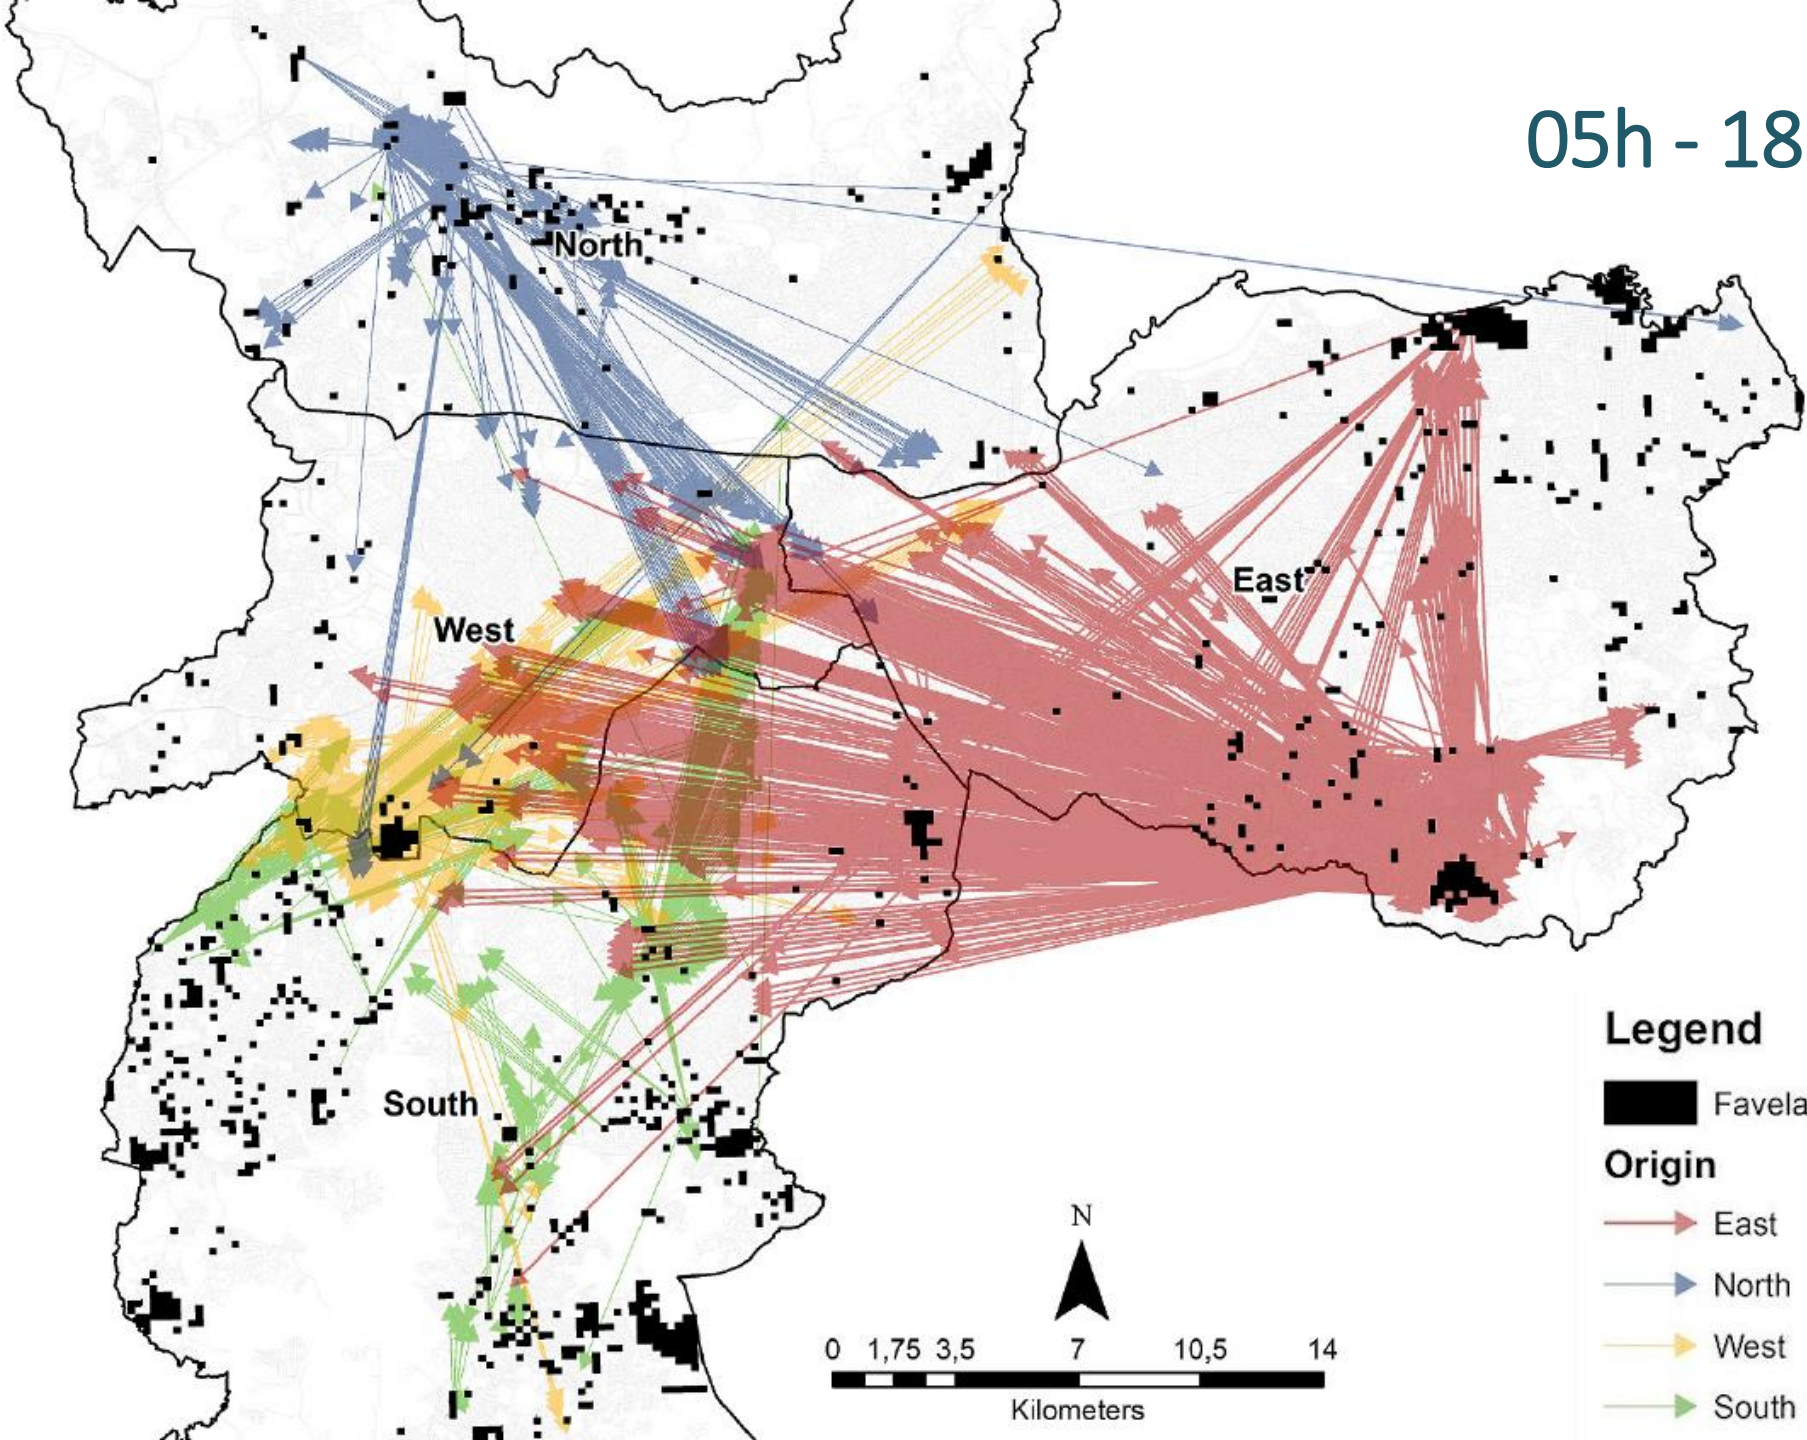 05h - 18
North
East
West
South
Legend
Favela
Origin
East
North
West
South
N
0 1,75 3,5 7 10,5 14
Kilometers